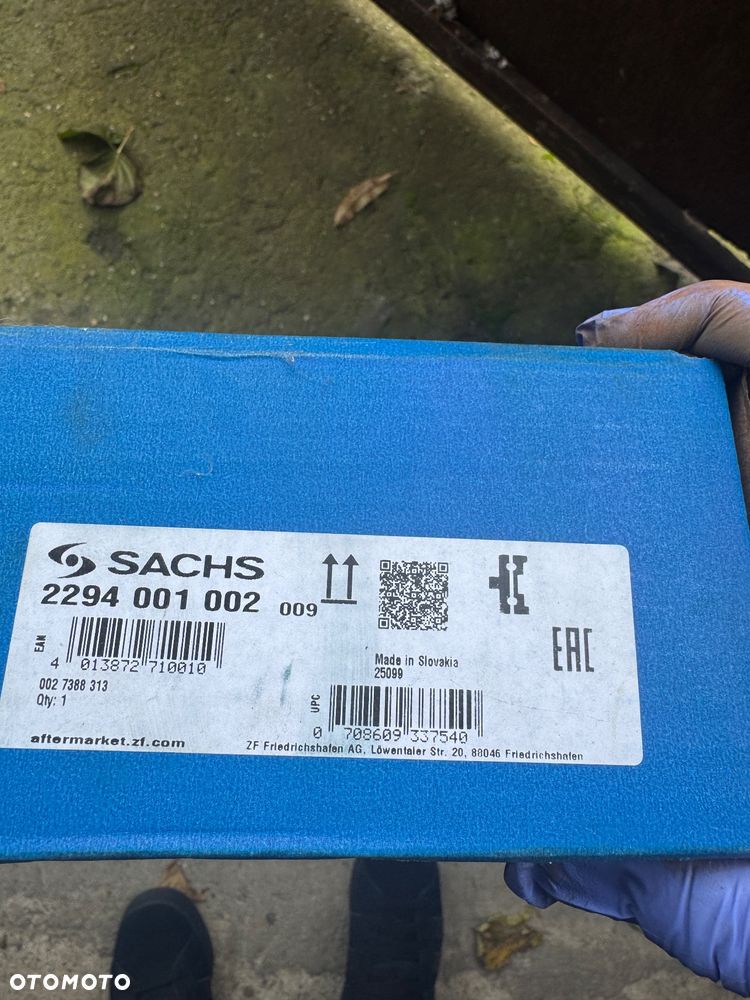 SACHS
2294 001 002 009
EAN
4 013872 710010
002 7388 313
Qty: 1
aftermarket.zf.com
Made in Slovakia
25099
EAC
UPC
0 708609 337540
ZF Friedrichshafen AG, Löwentaler Str. 20, 88046 Friedrichshafen
OTOMOTO